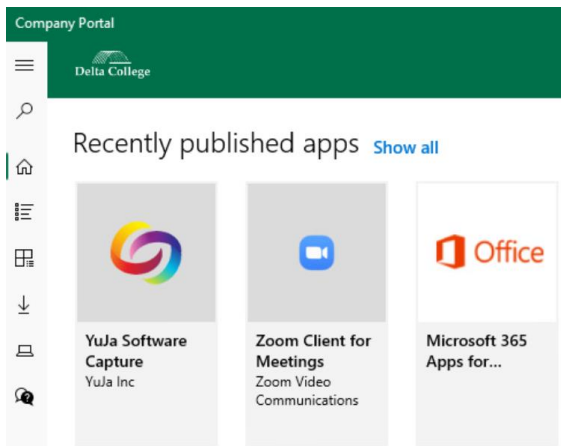 Company Portal
Delta College
Recently published apps Show all
Office
YuJa Software
Capture
YuJa Inc
Zoom Client for
Meetings
Zoom Video
Communications
Microsoft 365
Apps for...